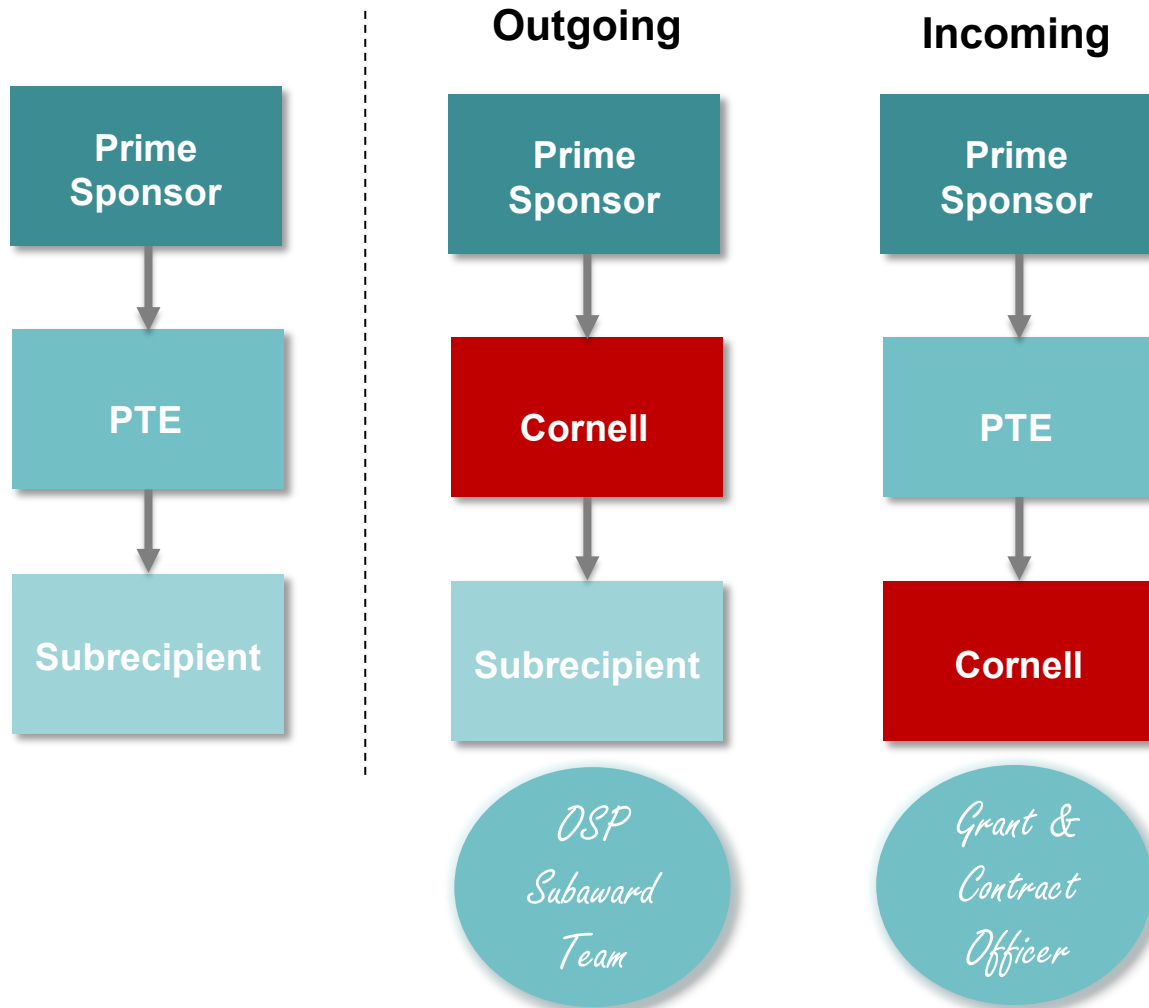 Prime
Sponsor
PTE
Subrecipient
Outgoing
Prime
Sponsor
Cornell
Subrecipient
OSP
Subaward
Team
Incoming
Prime
Sponsor
PTE
Cornell
Grant &
Contract
Officer